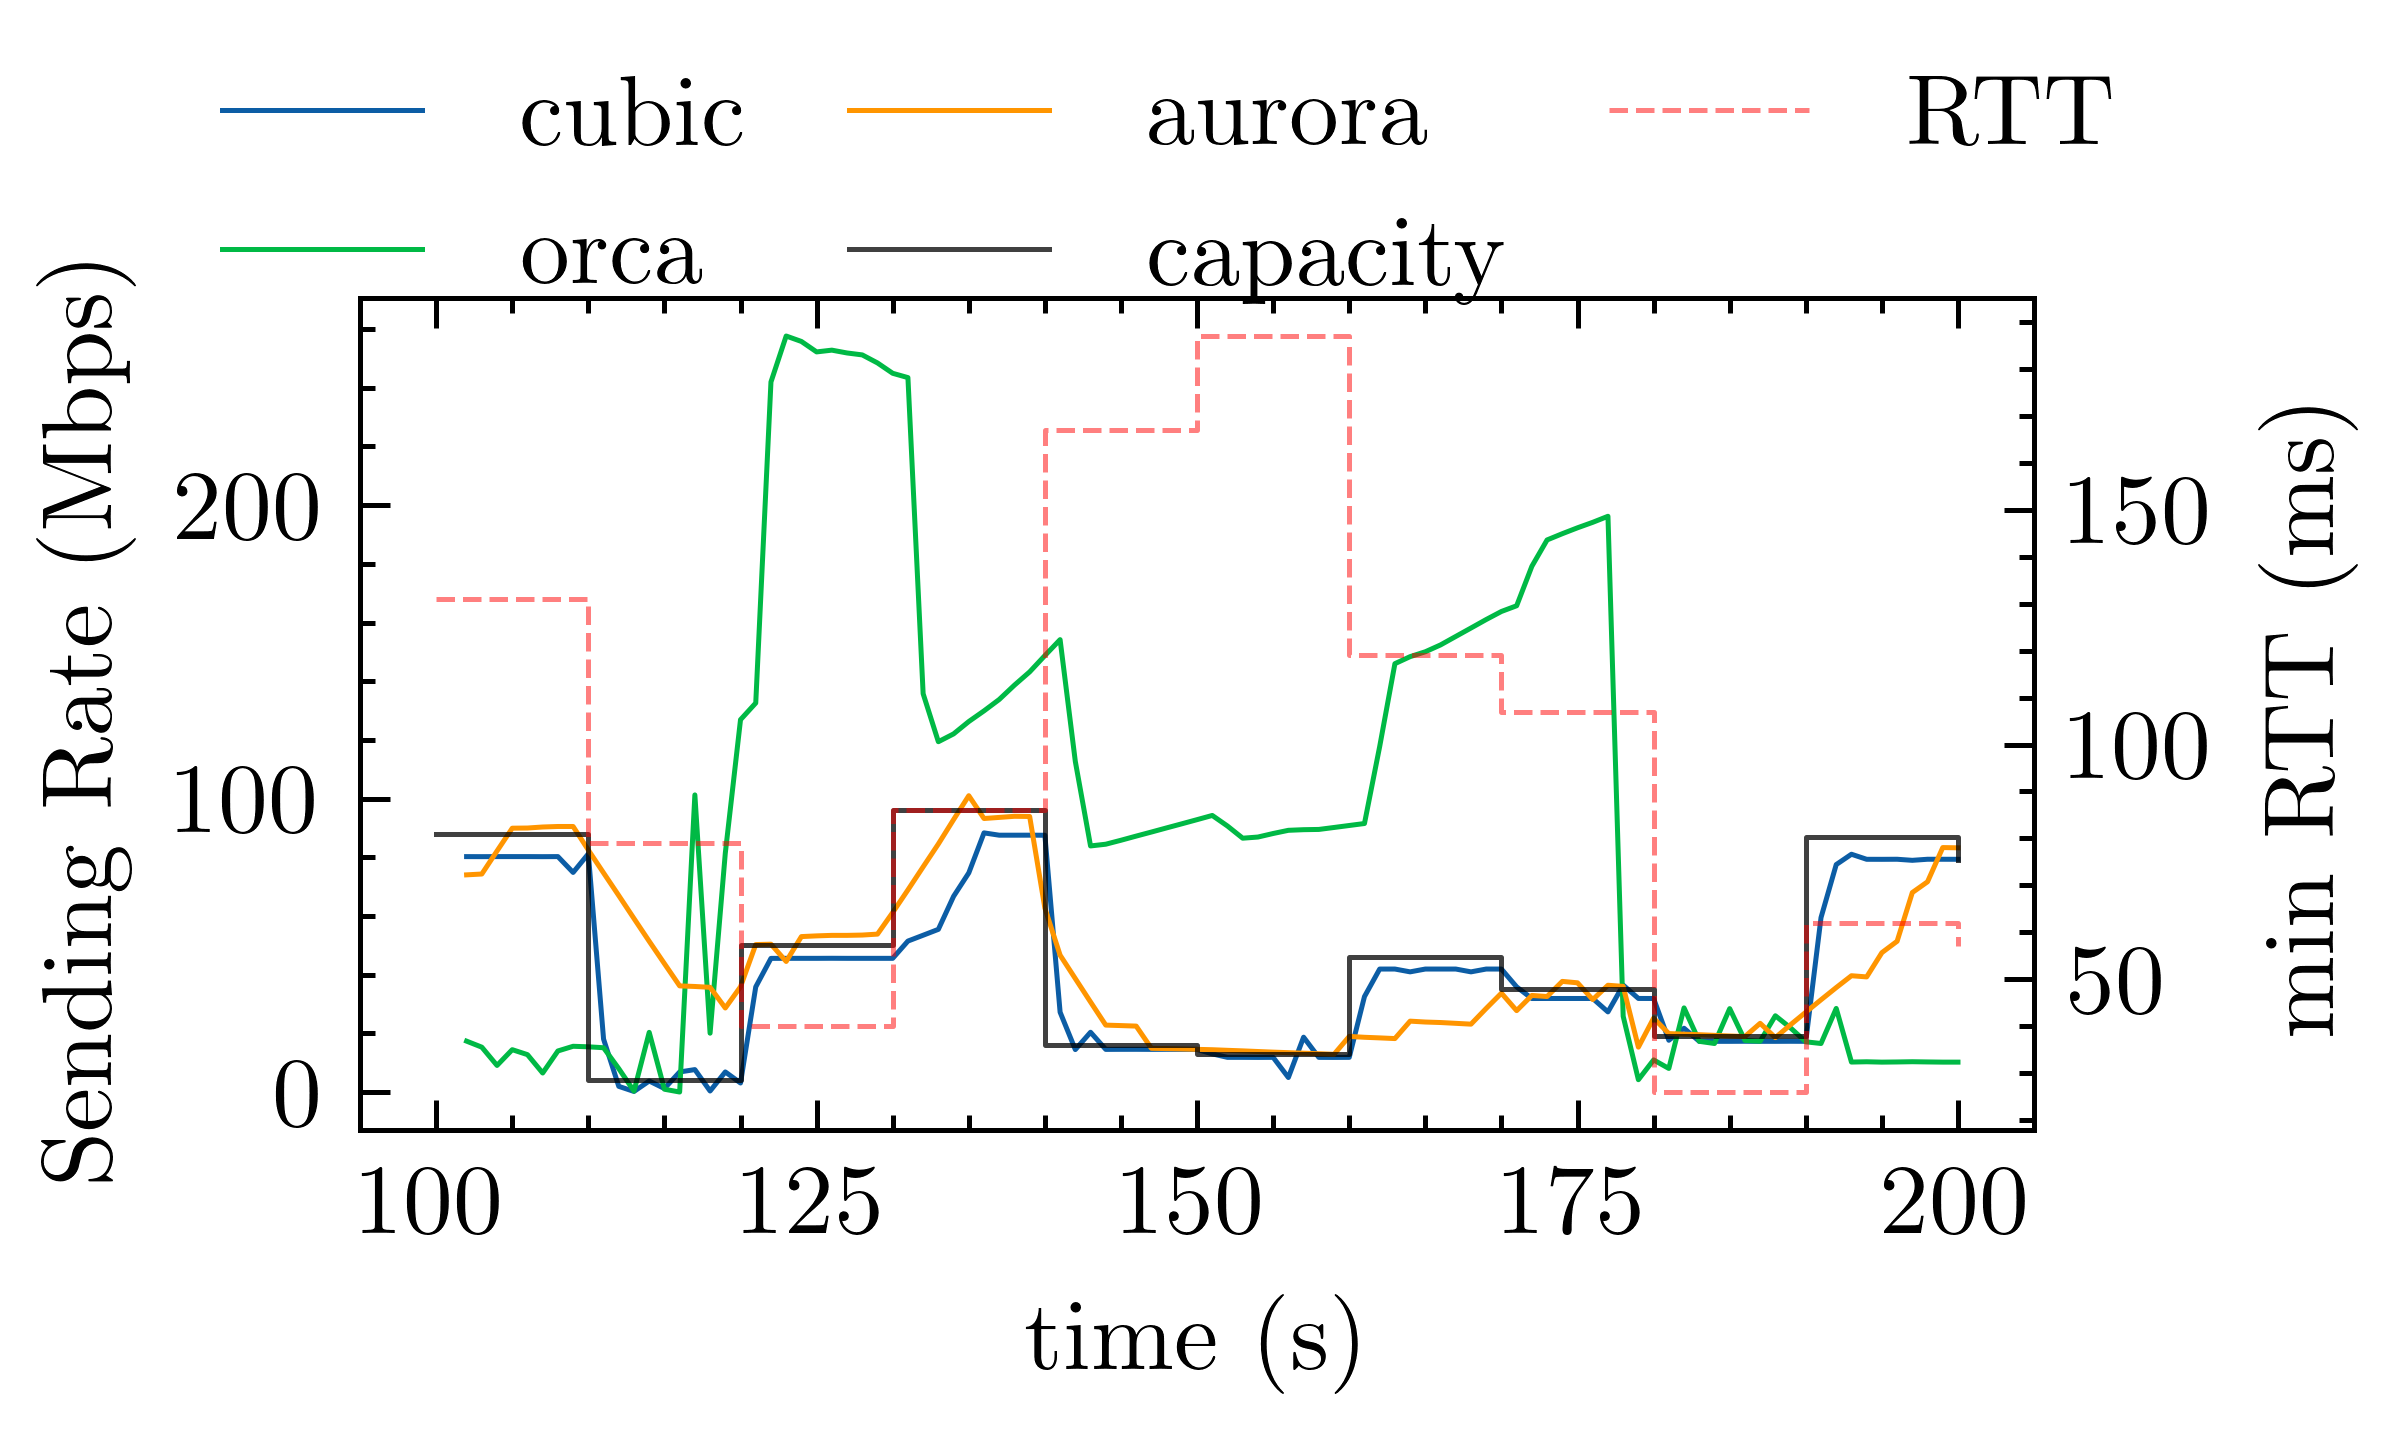 cubic aurora RTT
orca capacity
Sending Rate (Mbps)
200
100
0
150
100
50
min RTT (ms)
100 125 150 175 200
time (s)